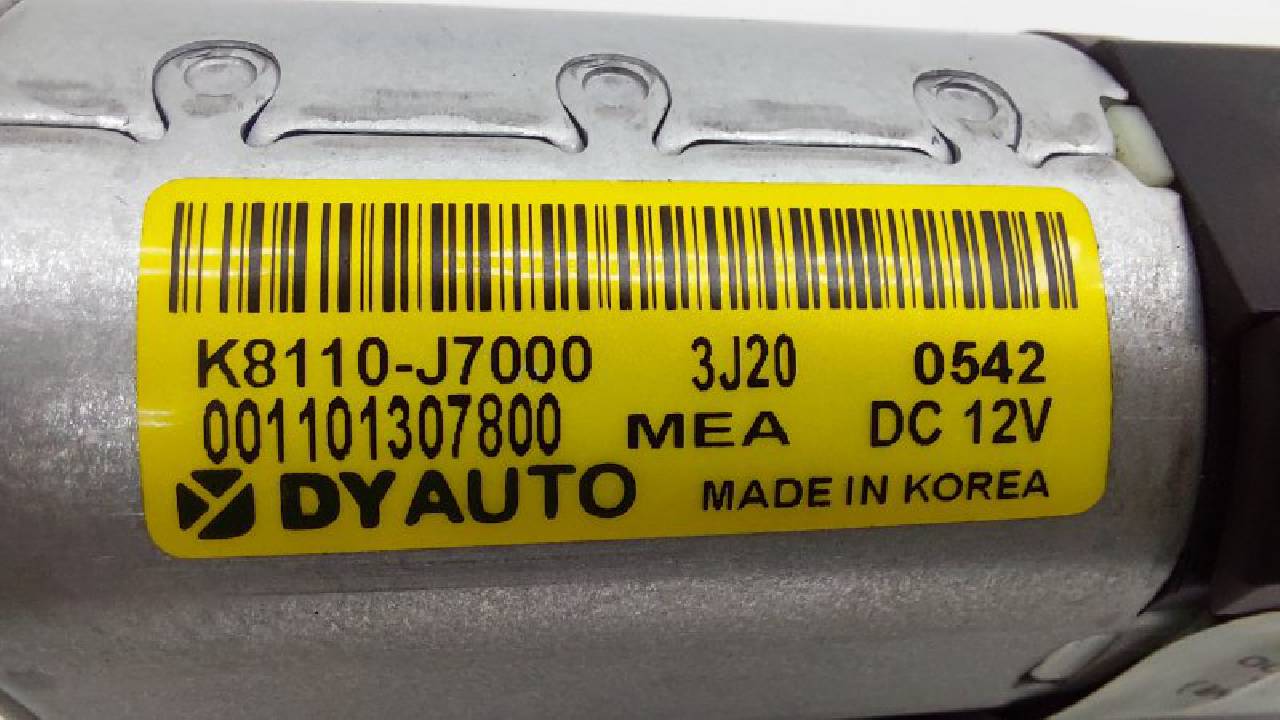 K8110-J7000 3J20 0542
001101307800 MEA DC 12V
DYAUTO MADE IN KOREA